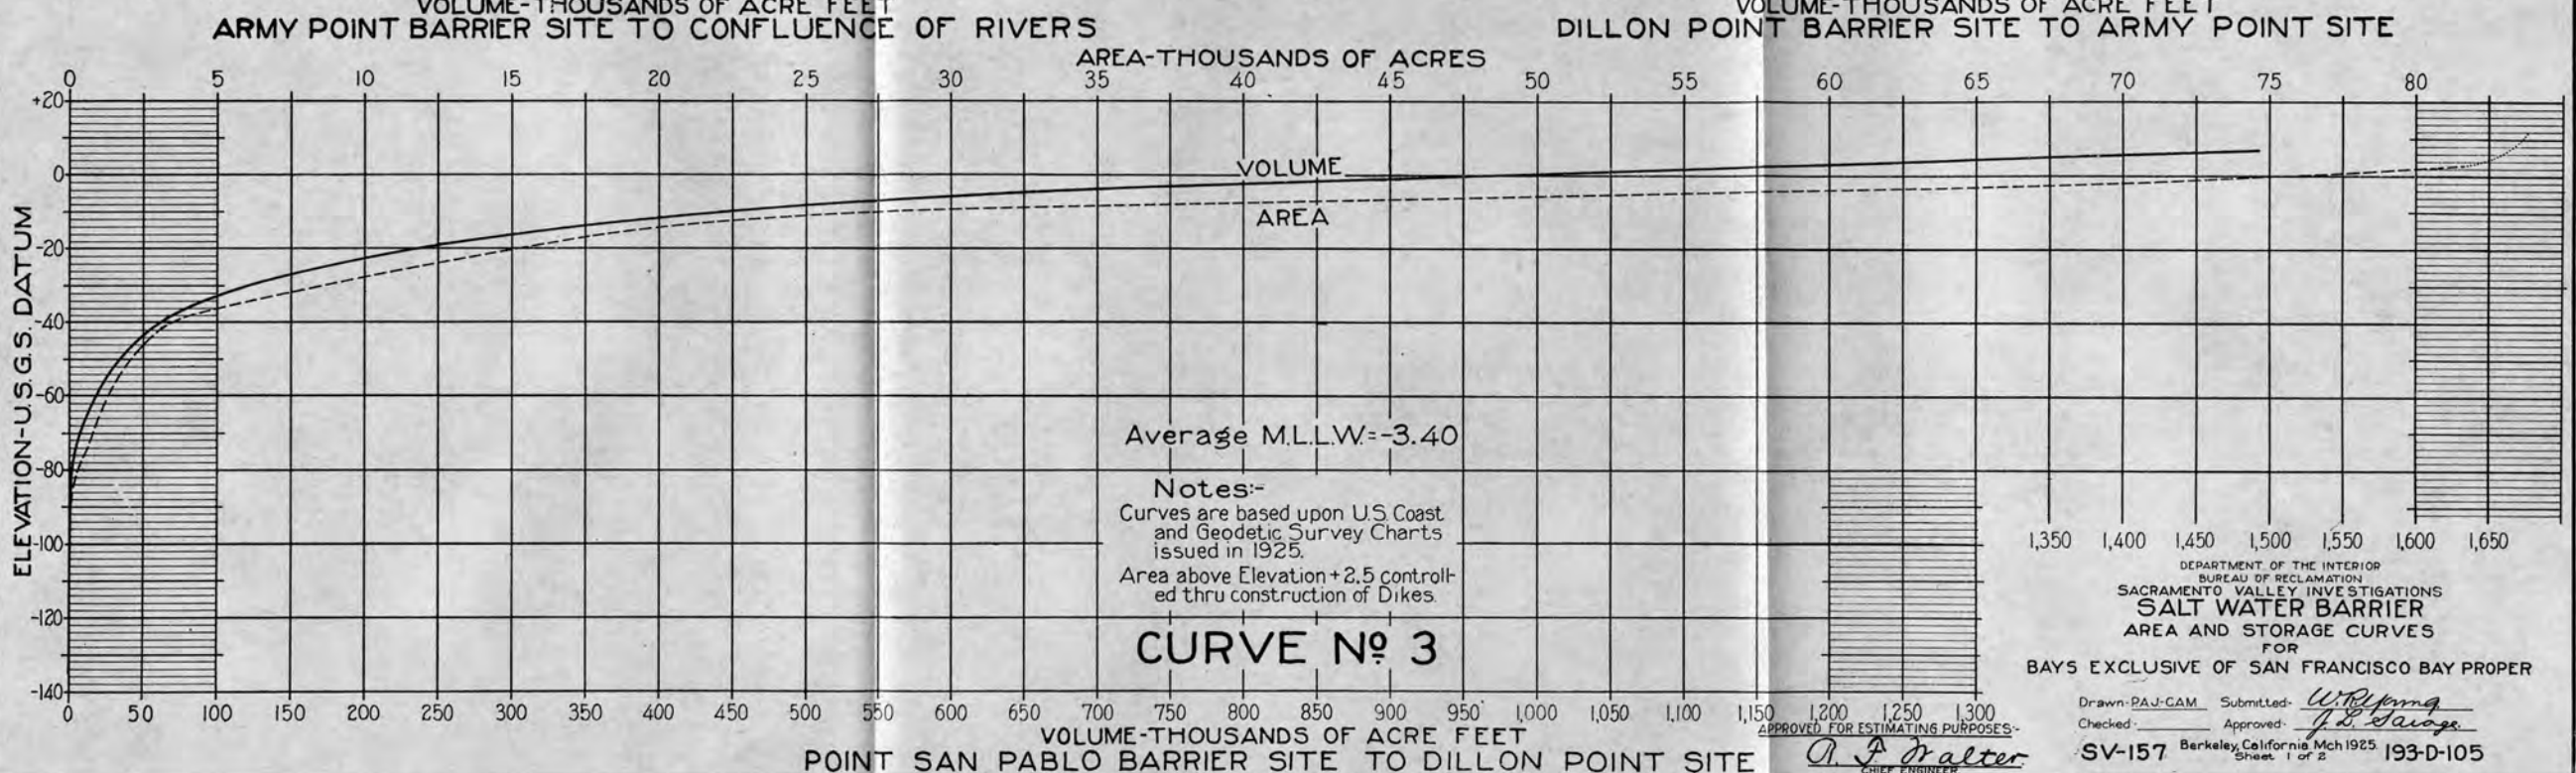 VOLUME-THOUSANDS OF ACRE FEET
ARMY POINT BARRIER SITE TO CONFLUENCE OF RIVERS
VOLUME-THOUSANDS OF ACRE FEET
DILLON POINT BARRIER SITE TO ARMY POINT SITE
AREA-THOUSANDS OF ACRES
0 5 10 15 20 25 30 35 40 45 50 55 60 65 70 75 80
ELEVATION-U.S.G.S. DATUM
+20
0
-20
-40
-60
-80
-100
-120
-140
VOLUME
AREA
Average M.L.L.W.=-3.40
Notes:-
Curves are based upon U.S. Coast
and Geodetic Survey Charts
issued in 1925.
Area above Elevation +2.5 controll-
ed thru construction of Dikes.
CURVE Nº 3
1,350 1,400 1,450 1,500 1,550 1,600 1,650
0 50 100 150 200 250 300 350 400 450 500 550 600 650 700 750 800 850 900 950 1,000 1,050 1,100 1,150 1,200 1,250 1,300
VOLUME-THOUSANDS OF ACRE FEET
POINT SAN PABLO BARRIER SITE TO DILLON POINT SITE
APPROVED FOR ESTIMATING PURPOSES:-
A. F. Walter
CHIEF ENGINEER
DEPARTMENT OF THE INTERIOR
BUREAU OF RECLAMATION
SACRAMENTO VALLEY INVESTIGATIONS
SALT WATER BARRIER
AREA AND STORAGE CURVES
FOR
BAYS EXCLUSIVE OF SAN FRANCISCO BAY PROPER
Drawn-PAJ-CAM Submitted- W.R. Young
Checked- Approved- J.L. Savage
SV-157 Berkeley, California Mch 1925. 193-D-105
Sheet 1 of 2